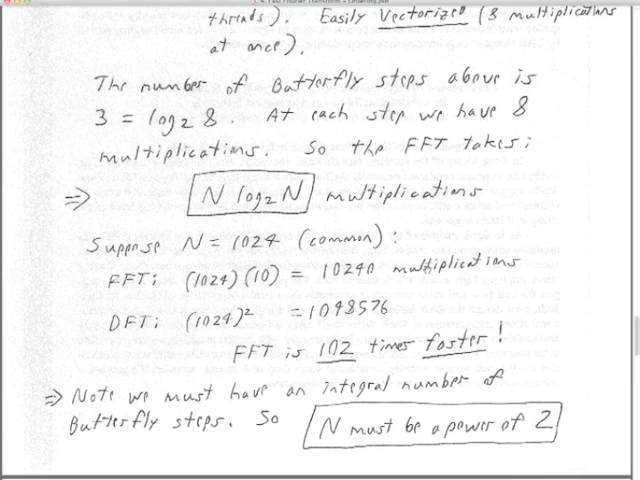 threads). Easily Vectorized (8 multiplications
at once).
The number of Butterfly steps above is
3 = log₂ 8. At each step we have 8
multiplications. So the FFT takes:
⇒ N log₂ N multiplications
Suppose N = 1024 (common):
FFT: (1024)(10) = 10240 multiplications
DFT: (1024)² = 1048576
FFT is 102 times faster!
⇒ Note we must have an integral number of
Butterfly steps. So N must be a power of 2